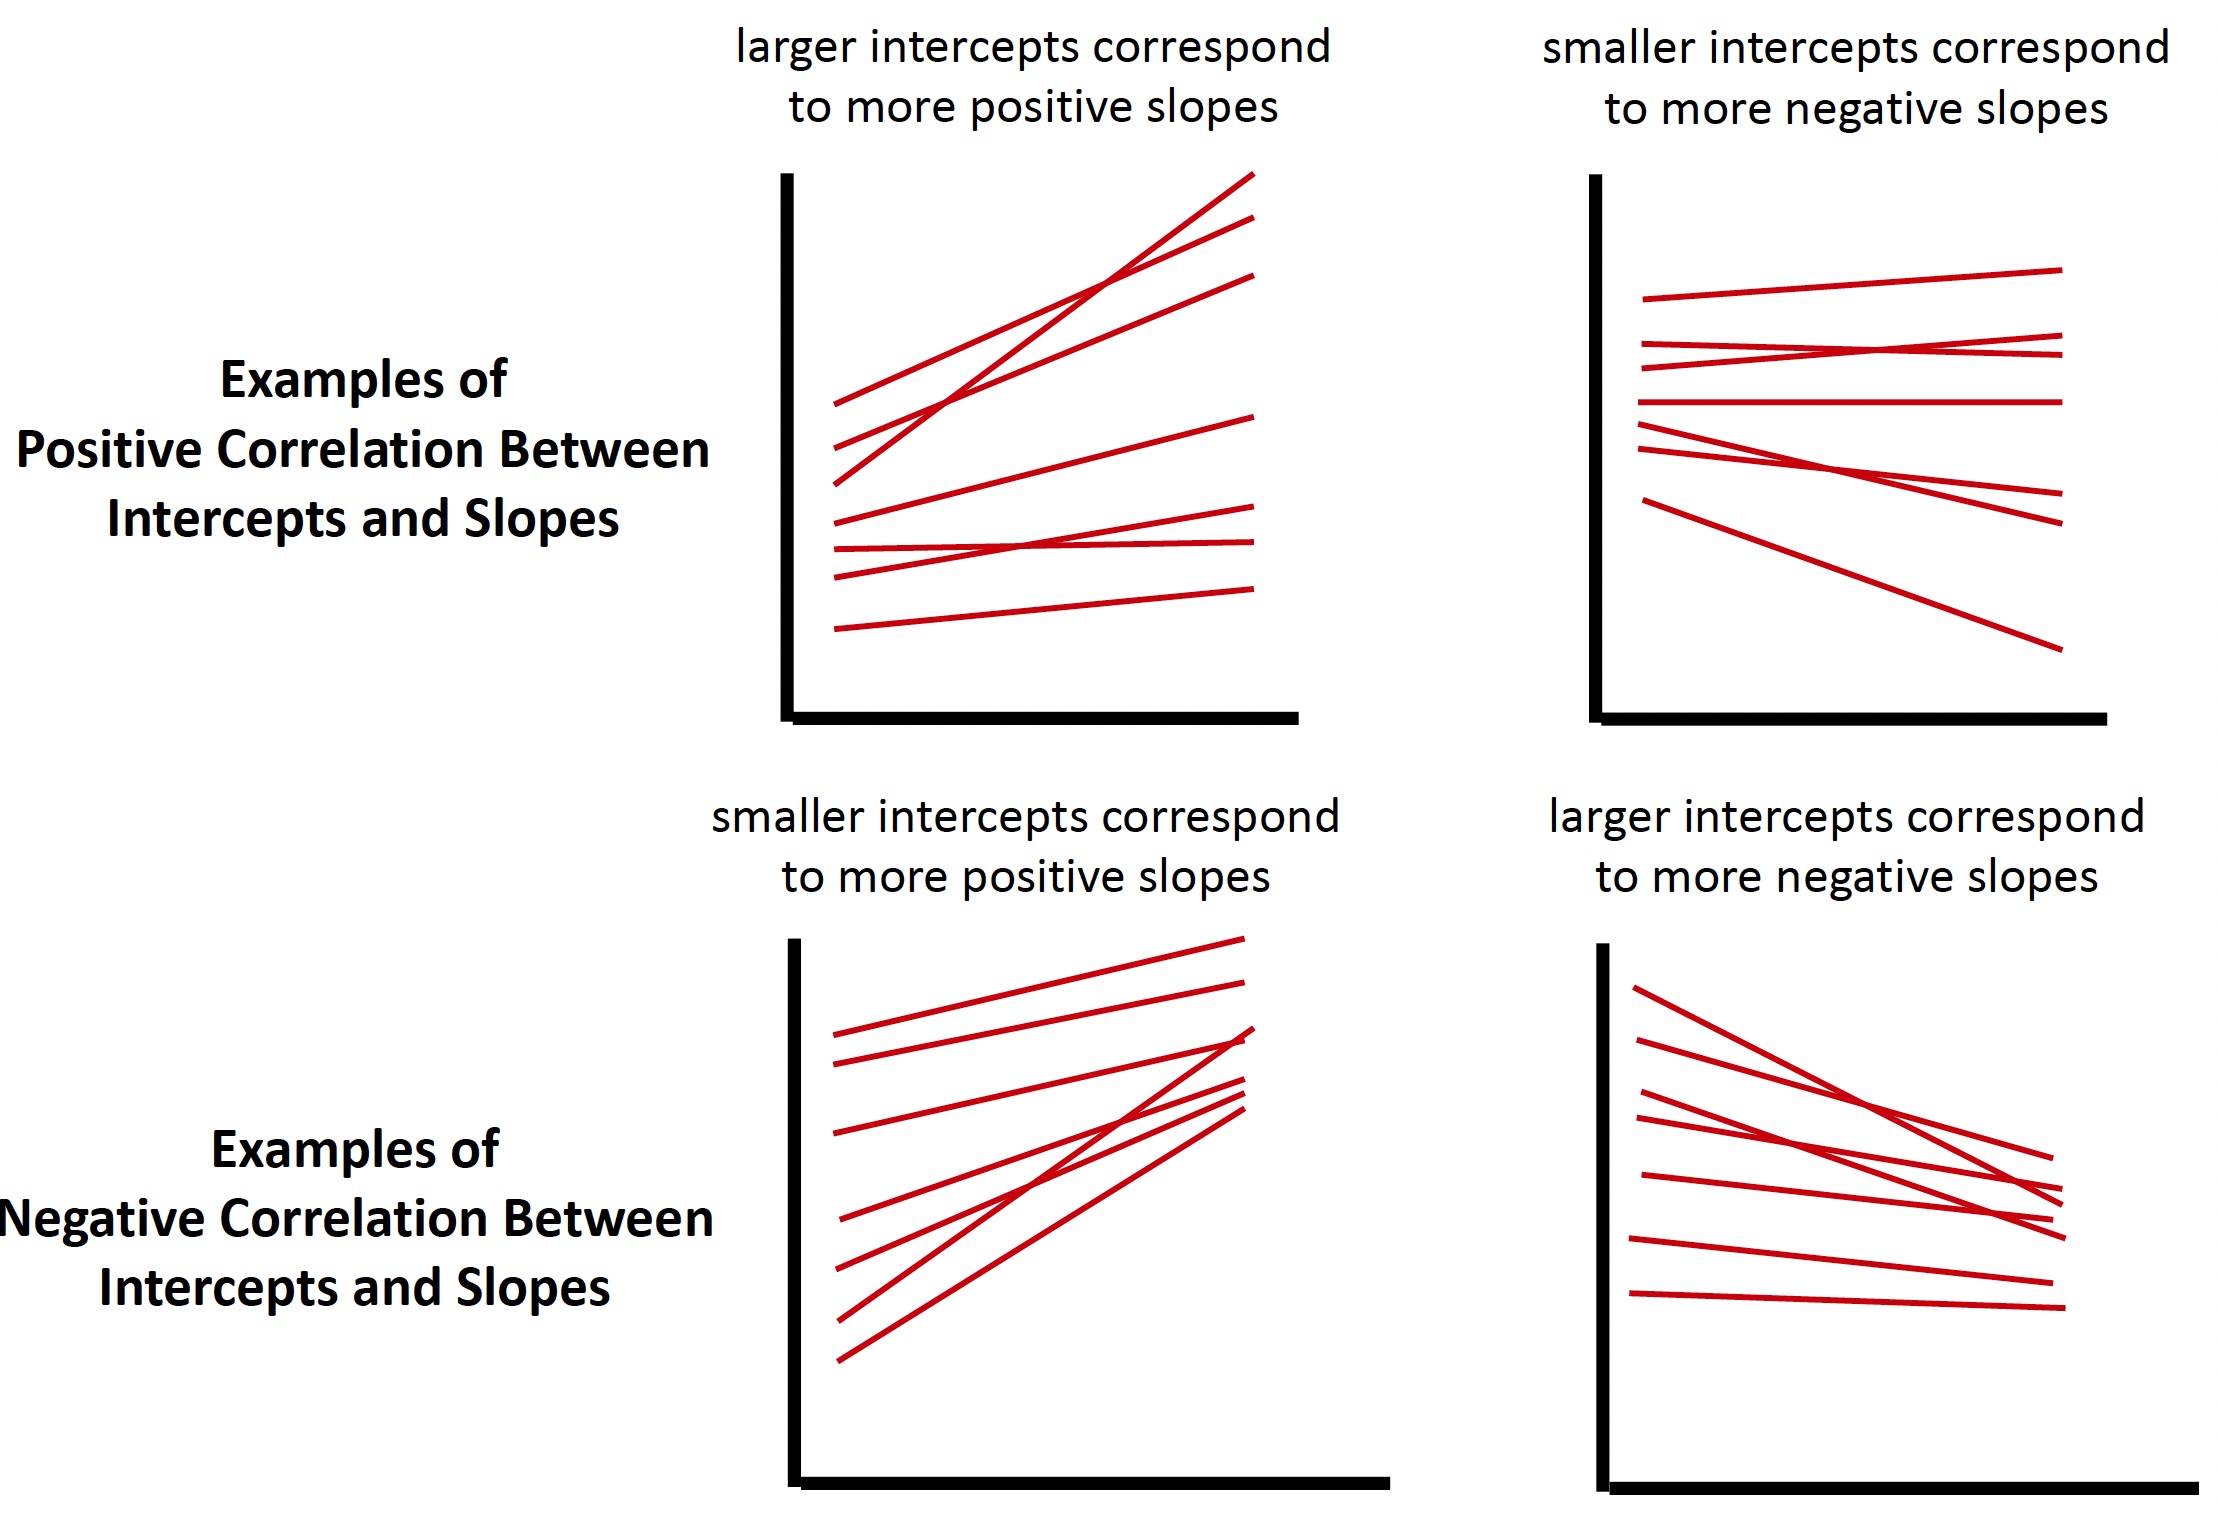 larger intercepts correspond
to more positive slopes
smaller intercepts correspond
to more negative slopes
Examples of
Positive Correlation Between
Intercepts and Slopes
smaller intercepts correspond
to more positive slopes
larger intercepts correspond
to more negative slopes
Examples of
Negative Correlation Between
Intercepts and Slopes